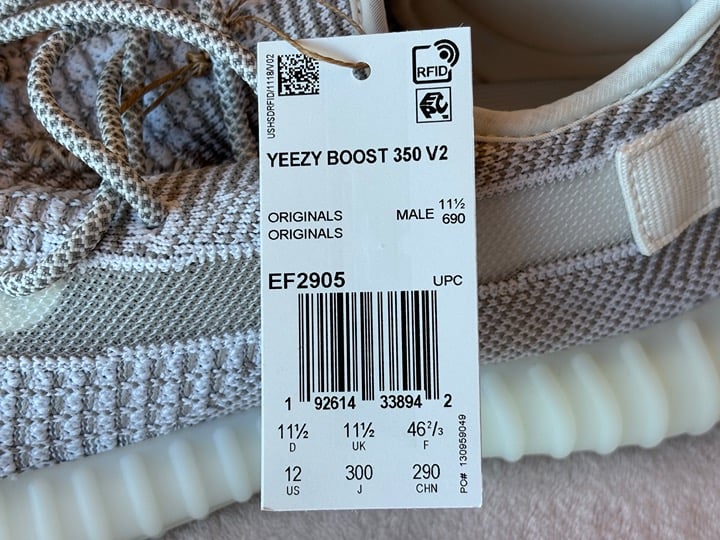 USHSDRFID/1118/V02
RFID
EPC
YEEZY BOOST 350 V2
ORIGINALS MALE 11½
ORIGINALS 690
EF2905 UPC
1 92614 33894 2
11½ 11½ 46²/³
D UK F
12 300 290
US J CHN
PO# 130959049